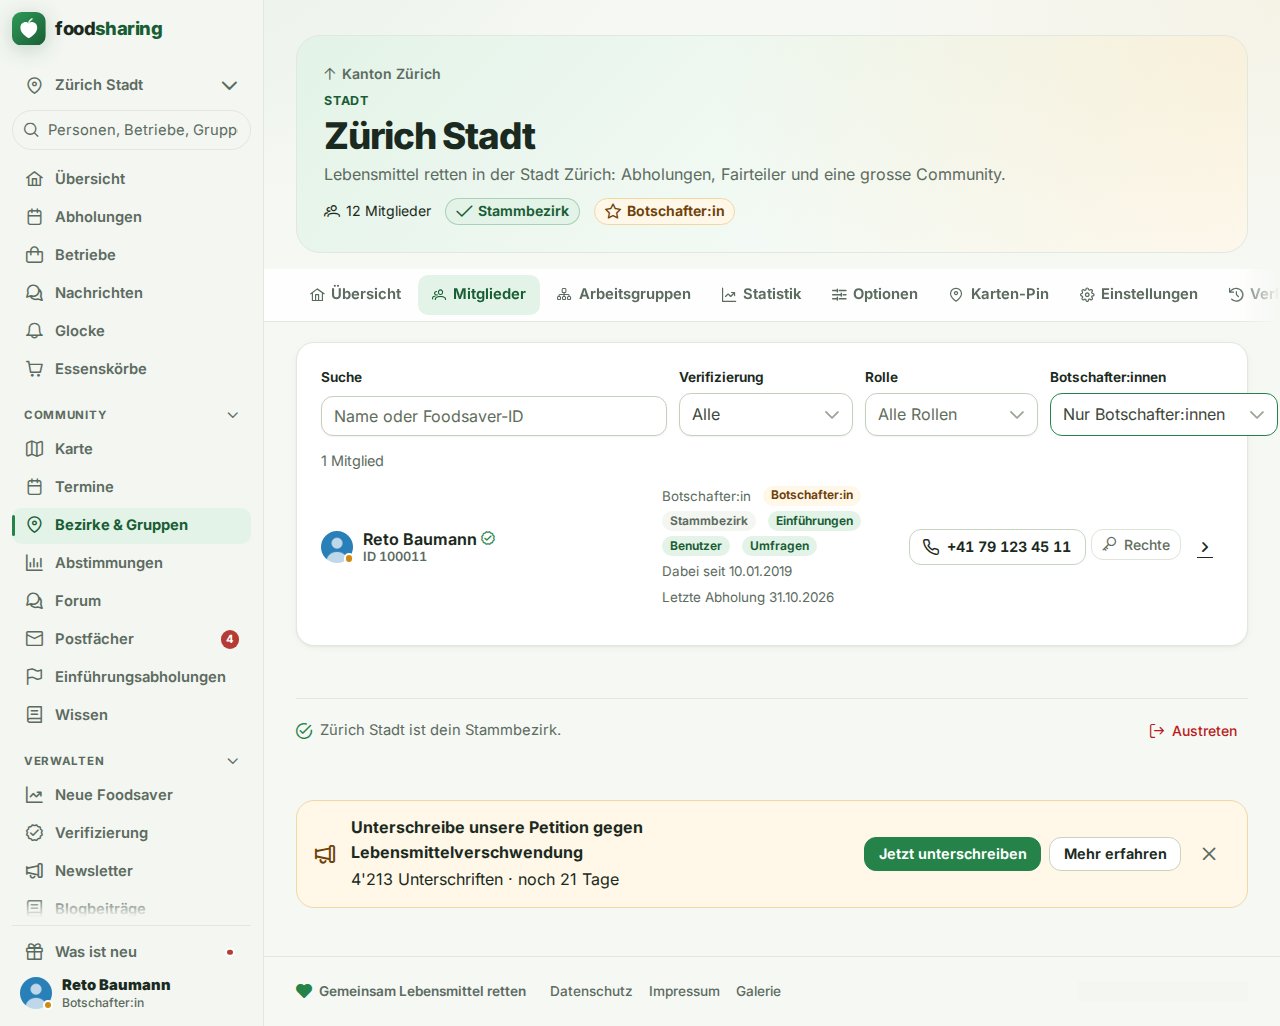 foodsharing
Zürich Stadt
Personen, Betriebe, Grupp
Übersicht
Abholungen
Betriebe
Nachrichten
Glocke
Essenskörbe
COMMUNITY
Karte
Termine
Bezirke & Gruppen
Abstimmungen
Forum
Postfächer 4
Einführungsabholungen
Wissen
VERWALTEN
Neue Foodsaver
Verifizierung
Newsletter
Blogbeiträge
Was ist neu
Reto Baumann
Botschafter:in
Kanton Zürich
STADT
Zürich Stadt
Lebensmittel retten in der Stadt Zürich: Abholungen, Fairteiler und eine grosse Community.
12 Mitglieder Stammbezirk Botschafter:in
Übersicht Mitglieder Arbeitsgruppen Statistik Optionen Karten-Pin Einstellungen
Suche Verifizierung Rolle Botschafter:innen
Name oder Foodsaver-ID Alle Alle Rollen Nur Botschafter:innen
1 Mitglied
Reto Baumann
ID 100011
Botschafter:in Botschafter:in
Stammbezirk Einführungen
Benutzer Umfragen
Dabei seit 10.01.2019
Letzte Abholung 31.10.2026
+41 79 123 45 11 Rechte
Zürich Stadt ist dein Stammbezirk. Austreten
Unterschreibe unsere Petition gegen
Lebensmittelverschwendung
4'213 Unterschriften · noch 21 Tage
Jetzt unterschreiben Mehr erfahren
Gemeinsam Lebensmittel retten Datenschutz Impressum Galerie